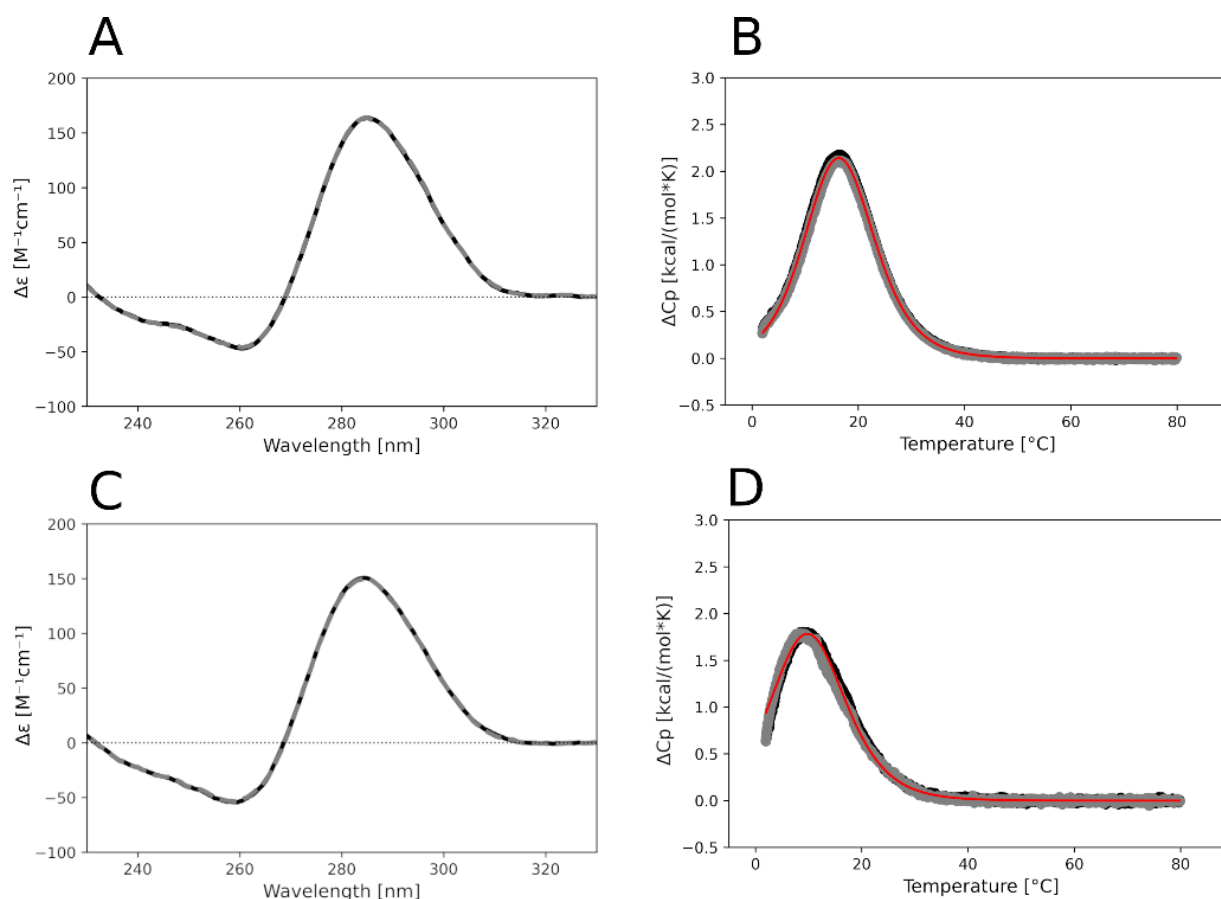 A
200
150
100
50
0
−50
−100
Δε [M⁻¹cm⁻¹]
240 260 280 300 320
Wavelength [nm]
B
3.0
2.5
2.0
1.5
1.0
0.5
0.0
−0.5
ΔCp [kcal/(mol*K)]
0 20 40 60 80
Temperature [°C]
C
200
150
100
50
0
−50
−100
Δε [M⁻¹cm⁻¹]
240 260 280 300 320
Wavelength [nm]
D
3.0
2.5
2.0
1.5
1.0
0.5
0.0
−0.5
ΔCp [kcal/(mol*K)]
0 20 40 60 80
Temperature [°C]